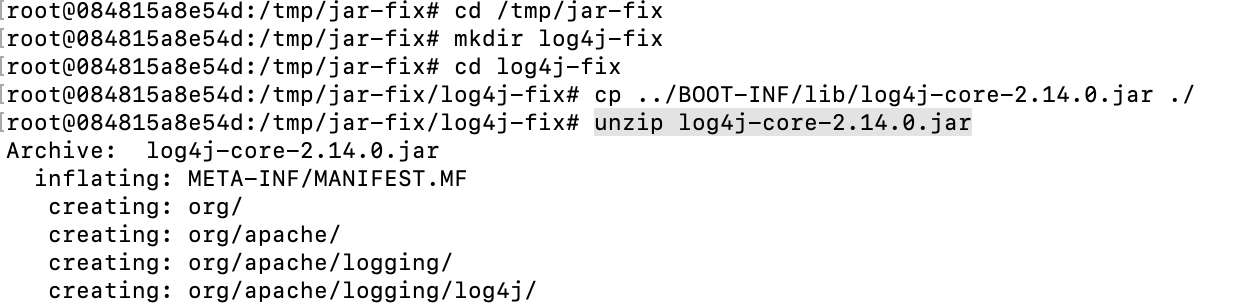 [root@084815a8e54d:/tmp/jar-fix# cd /tmp/jar-fix
[root@084815a8e54d:/tmp/jar-fix# mkdir log4j-fix
[root@084815a8e54d:/tmp/jar-fix# cd log4j-fix
[root@084815a8e54d:/tmp/jar-fix/log4j-fix# cp ../BOOT-INF/lib/log4j-core-2.14.0.jar ./
[root@084815a8e54d:/tmp/jar-fix/log4j-fix# unzip log4j-core-2.14.0.jar
Archive:  log4j-core-2.14.0.jar
  inflating: META-INF/MANIFEST.MF
   creating: org/
   creating: org/apache/
   creating: org/apache/logging/
   creating: org/apache/logging/log4j/